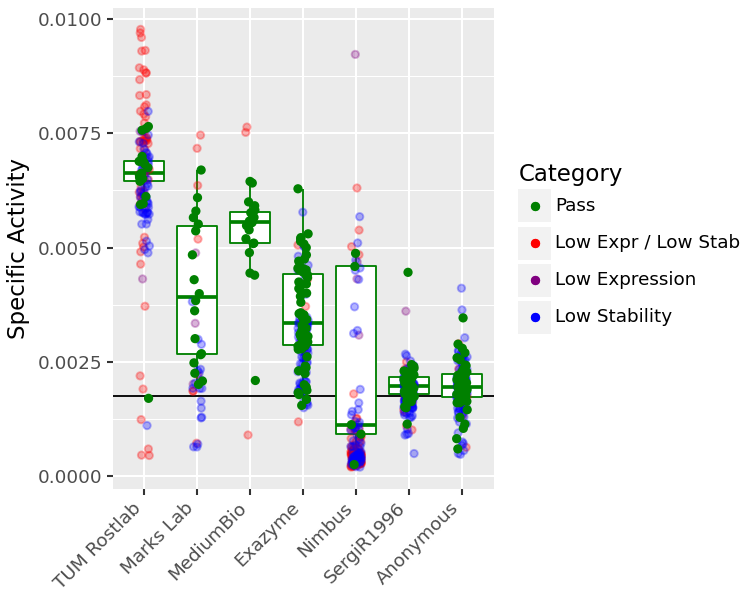 0.0100
0.0075
0.0050
0.0025
0.0000
Specific Activity
TUM Rostlab
Marks Lab
MediumBio
Exazyme
Nimbus
SergiR1996
Anonymous
Category
Pass
Low Expr / Low Stab
Low Expression
Low Stability